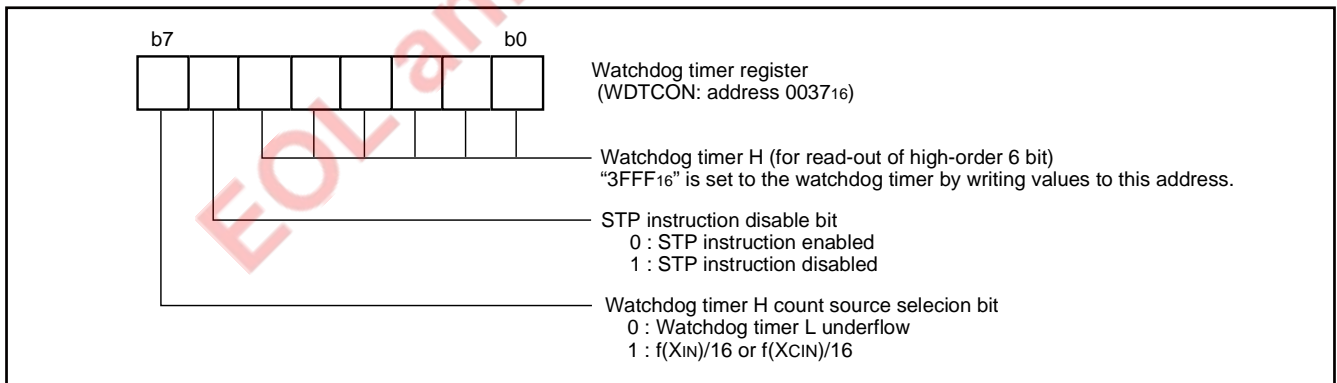 EOL
b7 b0
Watchdog timer register
(WDTCON: address 003716)
Watchdog timer H (for read-out of high-order 6 bit)
“3FFF16” is set to the watchdog timer by writing values to this address.
STP instruction disable bit
0 : STP instruction enabled
1 : STP instruction disabled
Watchdog timer H count source selecion bit
0 : Watchdog timer L underflow
1 : f(XIN)/16 or f(XCIN)/16